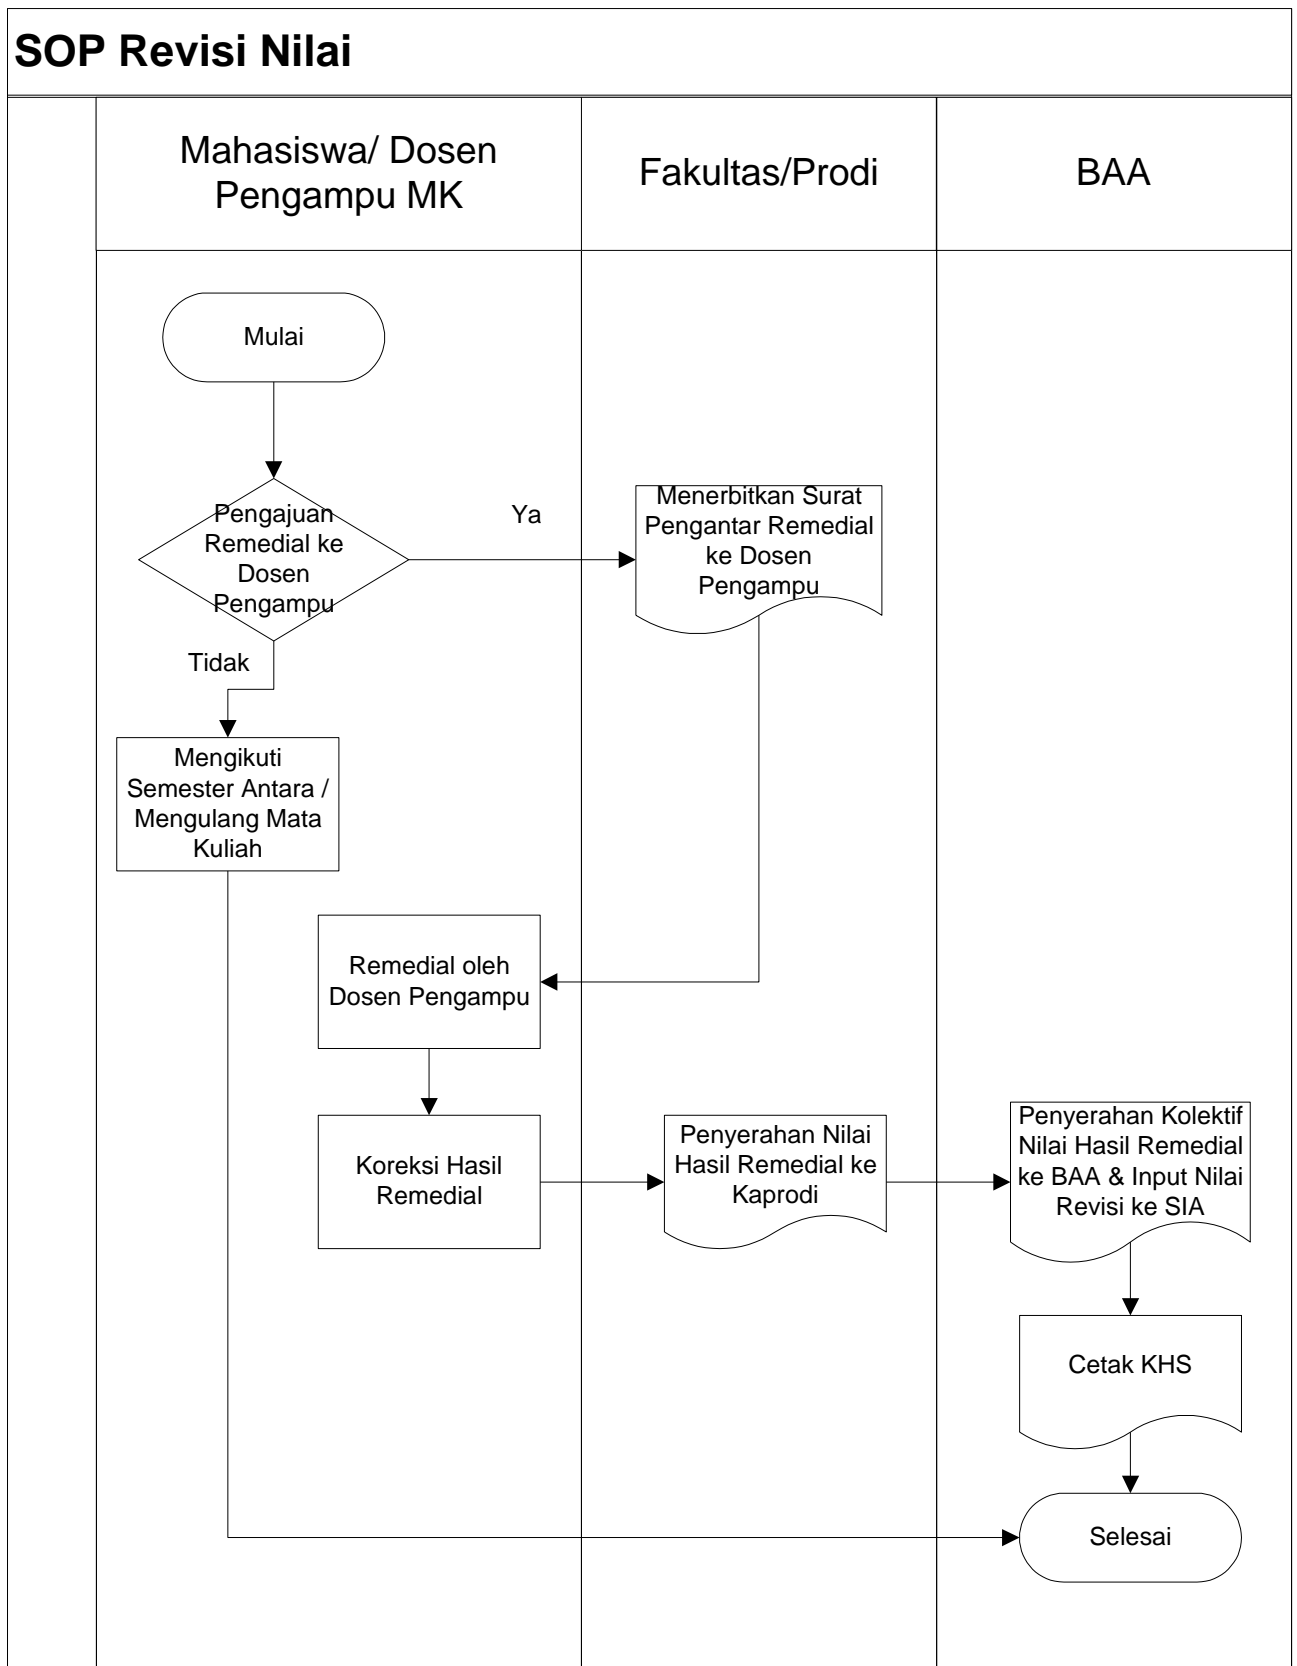 SOP Revisi Nilai
Mahasiswa/ Dosen
Pengampu MK
Fakultas/Prodi
BAA
Mulai
Pengajuan
Remedial ke
Dosen
Pengampu
Ya
Menerbitkan Surat
Pengantar Remedial
ke Dosen
Pengampu
Tidak
Mengikuti
Semester Antara /
Mengulang Mata
Kuliah
Remedial oleh
Dosen Pengampu
Koreksi Hasil
Remedial
Penyerahan Nilai
Hasil Remedial ke
Kaprodi
Penyerahan Kolektif
Nilai Hasil Remedial
ke BAA & Input Nilai
Revisi ke SIA
Cetak KHS
Selesai